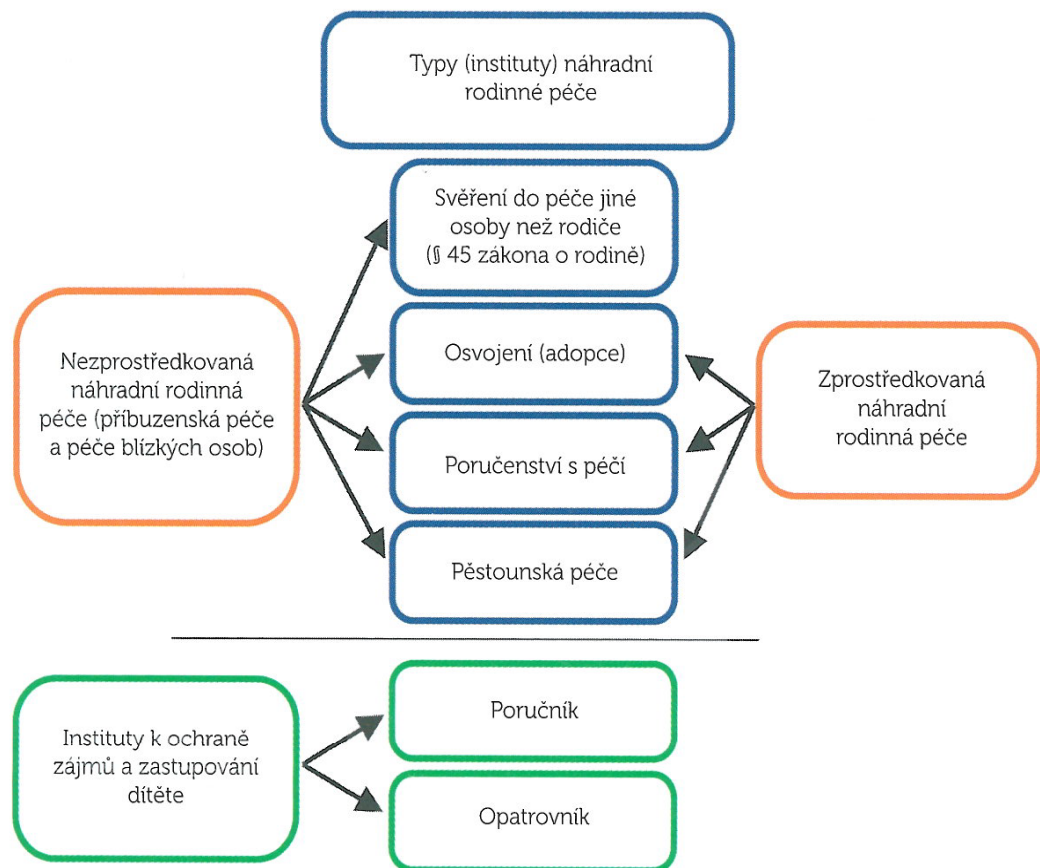 Typy (instituty) náhradní
rodinné péče
Svěření do péče jiné
osoby než rodiče
(§ 45 zákona o rodině)
Nezprostředkovaná
náhradní rodinná
péče (příbuzenská péče
a péče blízkých osob)
Osvojení (adopce)
Poručenství s péčí
Pěstounská péče
Zprostředkovaná
náhradní
rodinná péče
Instituty k ochraně
zájmů a zastupování
dítěte
Poručník
Opatrovník